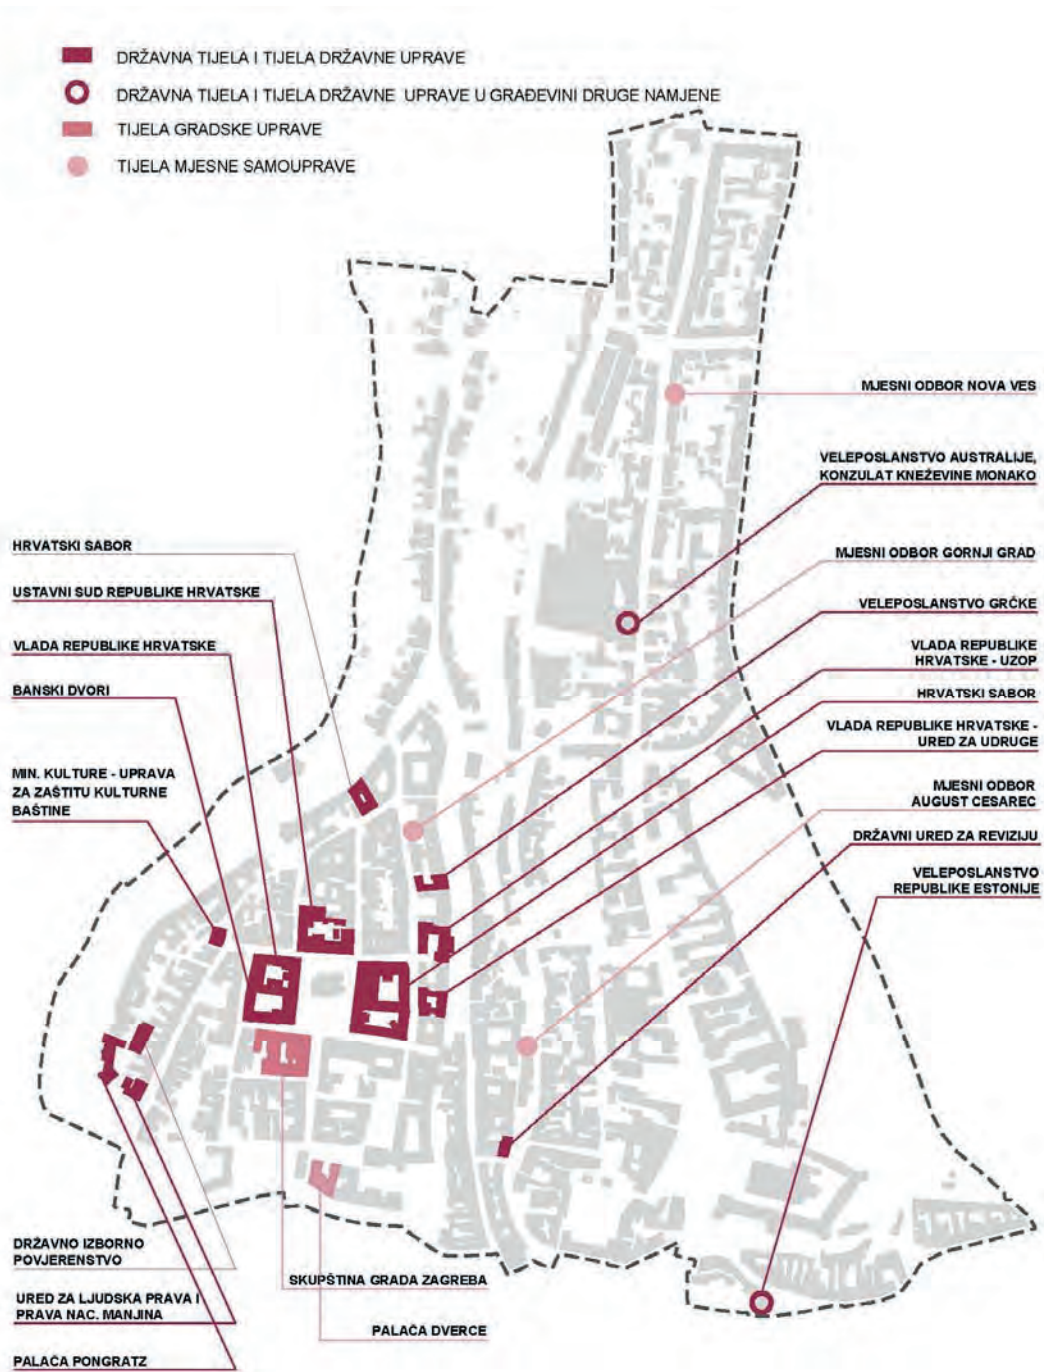 DRŽAVNA TIJELA I TIJELA DRŽAVNE UPRAVE
DRŽAVNA TIJELA I TIJELA DRŽAVNE UPRAVE U GRAĐEVINI DRUGE NAMJENE
TIJELA GRADSKE UPRAVE
TIJELA MJESNE SAMOUPRAVE
MJESNI ODBOR NOVA VES
VELEPOSLANSTVO AUSTRALIJE,
KONZULAT KNEŽEVINE MONAKO
MJESNI ODBOR GORNJI GRAD
VELEPOSLANSTVO GRČKE
VLADA REPUBLIKE
HRVATSKE - UZOP
HRVATSKI SABOR
VLADA REPUBLIKE HRVATSKE -
URED ZA UDRUGE
MJESNI ODBOR
AUGUST CESAREC
DRŽAVNI URED ZA REVIZIJU
VELEPOSLANSTVO
REPUBLIKE ESTONIJE
HRVATSKI SABOR
USTAVNI SUD REPUBLIKE HRVATSKE
VLADA REPUBLIKE HRVATSKE
BANSKI DVORI
MIN. KULTURE - UPRAVA
ZA ZAŠTITU KULTURNE
BAŠTINE
DRŽAVNO IZBORNO
POVJERENSTVO
URED ZA LJUDSKA PRAVA I
PRAVA NAC. MANJINA
PALAČA PONGRATZ
SKUPŠTINA GRADA ZAGREBA
PALAČA DVERCE